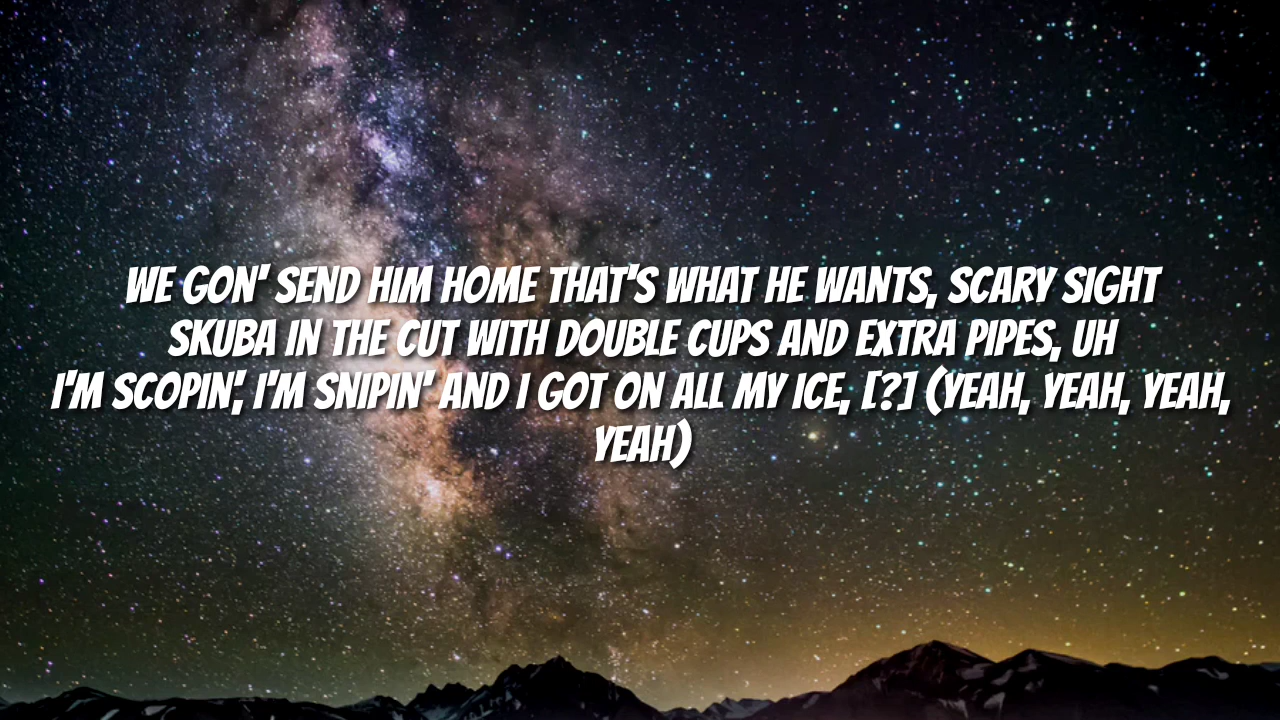 WE GON' SEND HIM HOME THAT'S WHAT HE WANTS, SCARY SIGHT
SKUBA IN THE CUT WITH DOUBLE CUPS AND EXTRA PIPES, UH
I'M SCOPIN', I'M SNIPIN' AND I GOT ON ALL MY ICE, [?] (YEAH, YEAH, YEAH,
YEAH)